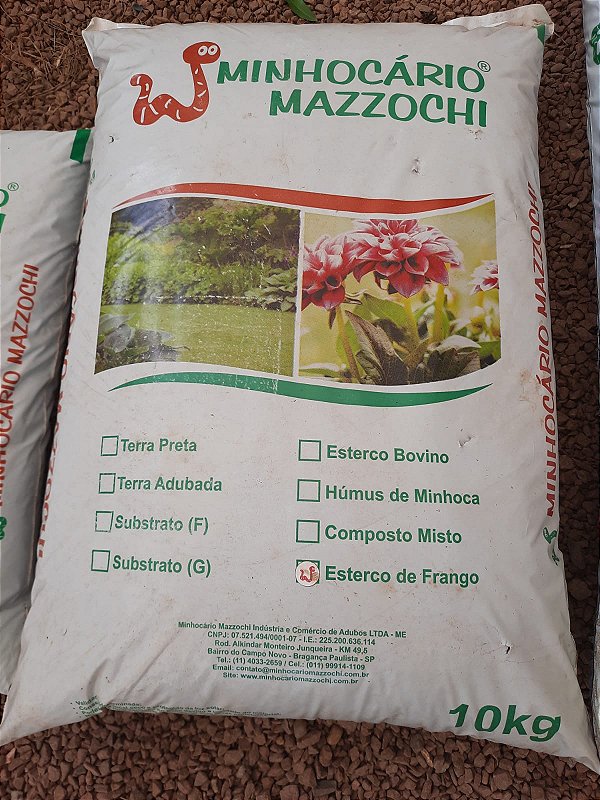 MINHOCÁRIO®
MAZZOCHI
Terra Preta
Terra Adubada
Substrato (F)
Substrato (G)
Esterco Bovino
Húmus de Minhoca
Composto Misto
Esterco de Frango
Minhocário Mazzochi Indústria e Comércio de Adubos LTDA - ME
CNPJ: 07.521.494/0001-07 - I.E.: 225.200.636.114
Rod. Alkindar Monteiro Junqueira - KM 49,5
Bairro do Campo Novo - Bragança Paulista - SP
Tel.: (11) 4033-2659 / Cel.: (011) 99914-1109
Email: contato@minhocariomazzochi.com.br
Site: www.minhocariomazzochi.com.br
10kg
MINHOCÁRIO MAZZOCHI
MINHOCÁRIO MAZZOCHI